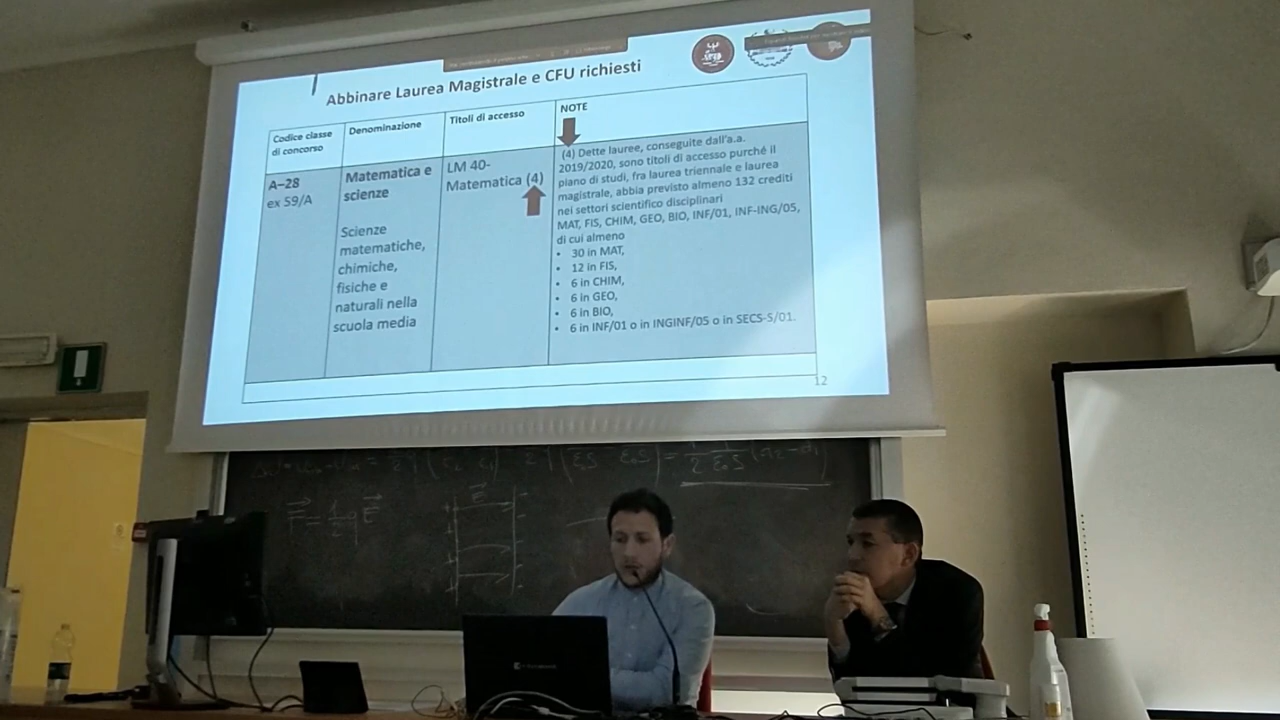 Abbinare Laurea Magistrale e CFU richiesti
Codice classe
di concorso
Denominazione
Titoli di accesso
NOTE
A–28
ex 59/A
Matematica e
scienze
Scienze
matematiche,
chimiche,
fisiche e
naturali nella
scuola media
LM 40-
Matematica (4)
(4) Dette lauree, conseguite dall'a.a.
2019/2020, sono titoli di accesso purché il
piano di studi, fra laurea triennale e laurea
magistrale, abbia previsto almeno 132 crediti
nei settori scientifico disciplinari
MAT, FIS, CHIM, GEO, BIO, INF/01, INF-ING/05,
di cui almeno
• 30 in MAT,
• 12 in FIS,
• 6 in CHIM,
• 6 in GEO,
• 6 in BIO,
• 6 in INF/01 o in INGINF/05 o in SECS-S/01.
12